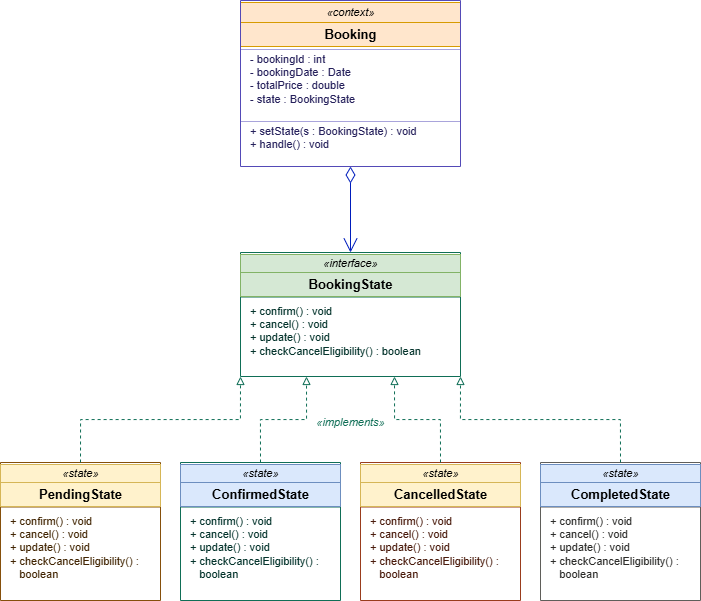 «context»
Booking
- bookingId : int
- bookingDate : Date
- totalPrice : double
- state : BookingState
+ setState(s : BookingState) : void
+ handle() : void
«interface»
BookingState
+ confirm() : void
+ cancel() : void
+ update() : void
+ checkCancelEligibility() : boolean
«implements»
«state»
PendingState
+ confirm() : void
+ cancel() : void
+ update() : void
+ checkCancelEligibility() :
boolean
«state»
ConfirmedState
+ confirm() : void
+ cancel() : void
+ update() : void
+ checkCancelEligibility() :
boolean
«state»
CancelledState
+ confirm() : void
+ cancel() : void
+ update() : void
+ checkCancelEligibility() :
boolean
«state»
CompletedState
+ confirm() : void
+ cancel() : void
+ update() : void
+ checkCancelEligibility() :
boolean